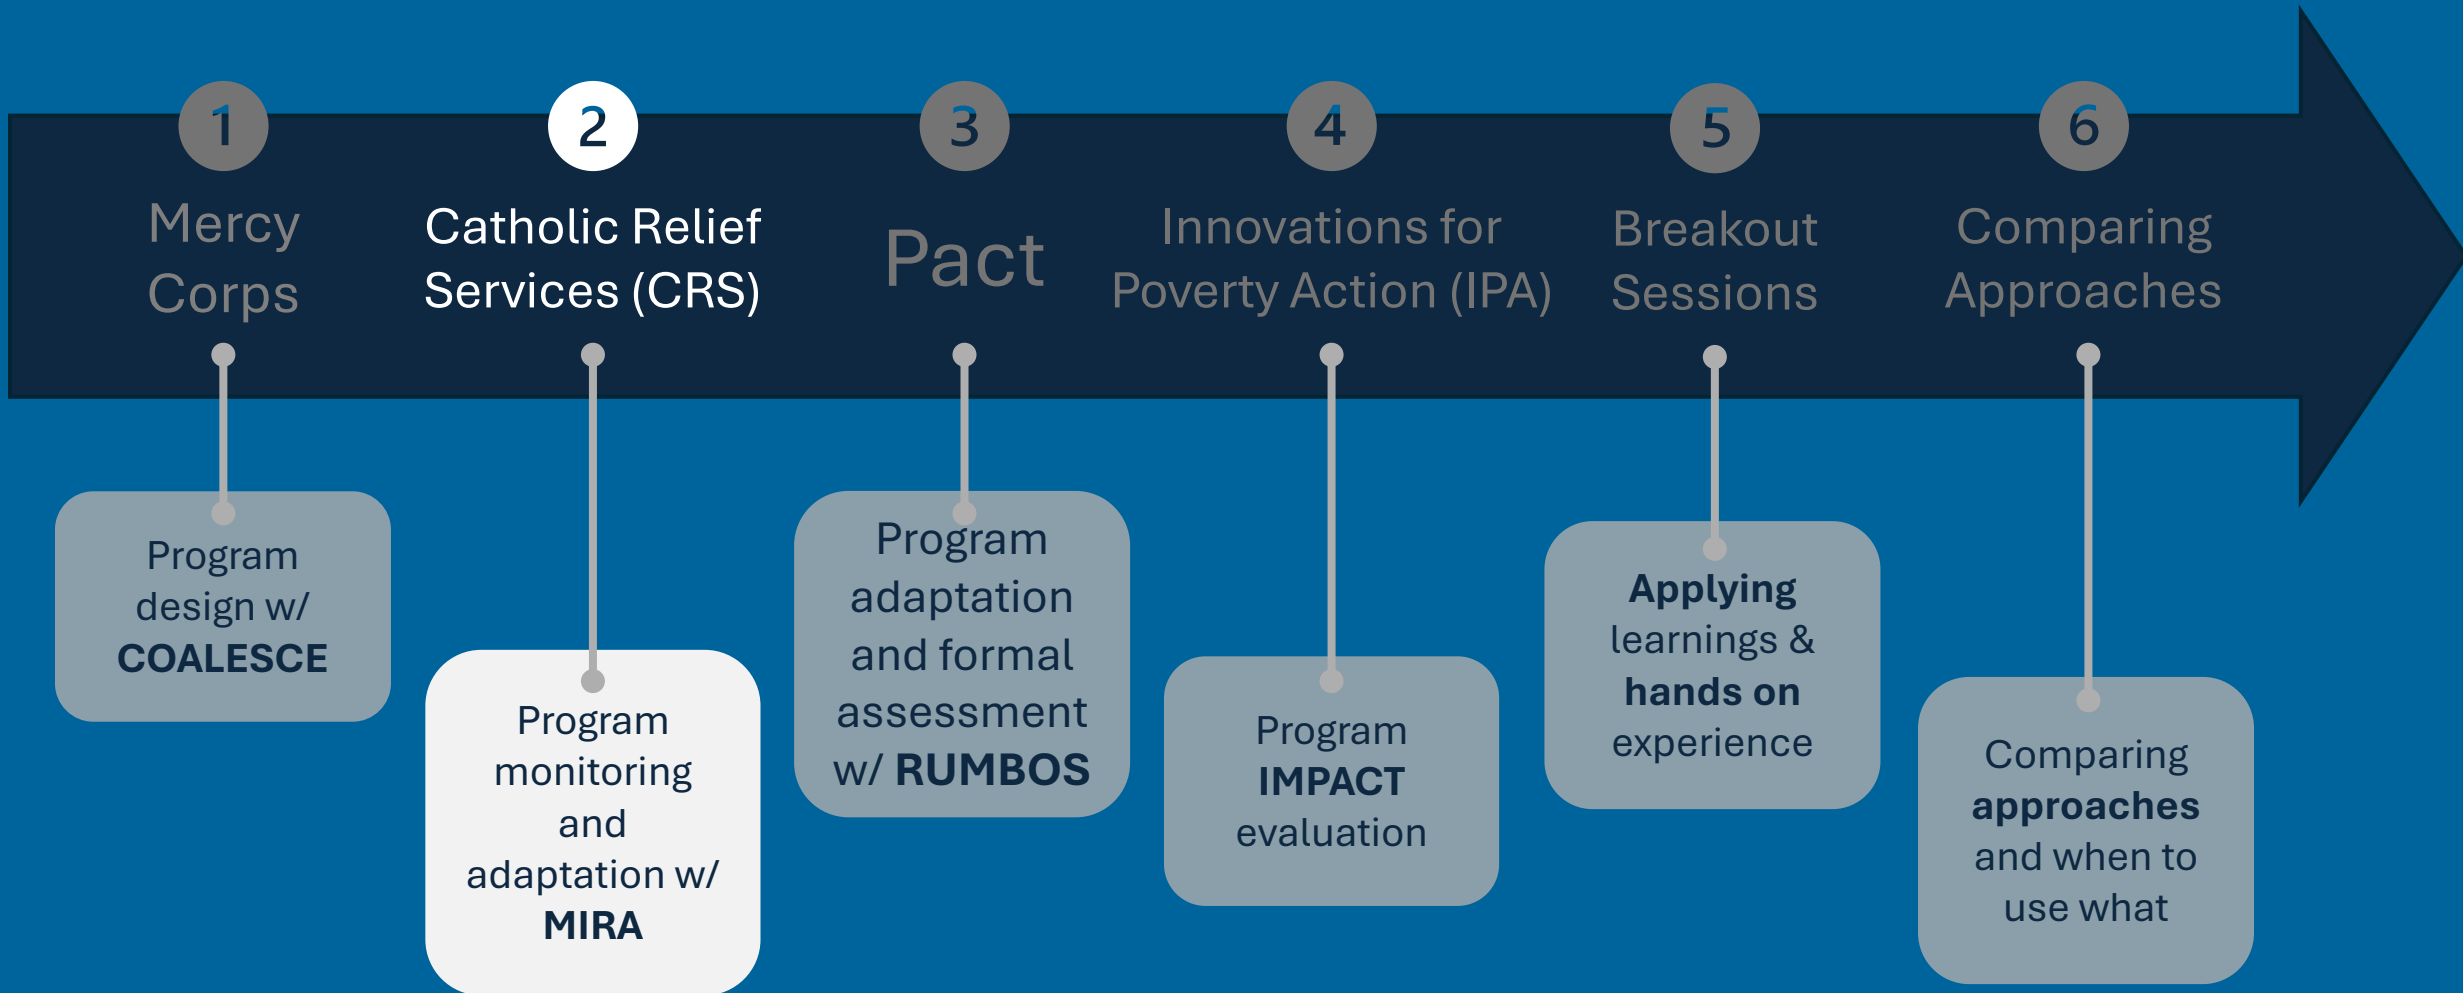 1
Mercy
Corps
Program
design w/
COALESCE
2
Catholic Relief
Services (CRS)
Program
monitoring
and
adaptation w/
MIRA
3
Pact
Program
adaptation
and formal
assessment
w/ RUMBOS
4
Innovations for
Poverty Action (IPA)
Program
IMPACT
evaluation
5
Breakout
Sessions
Applying
learnings &
hands on
experience
6
Comparing
Approaches
Comparing
approaches
and when to
use what